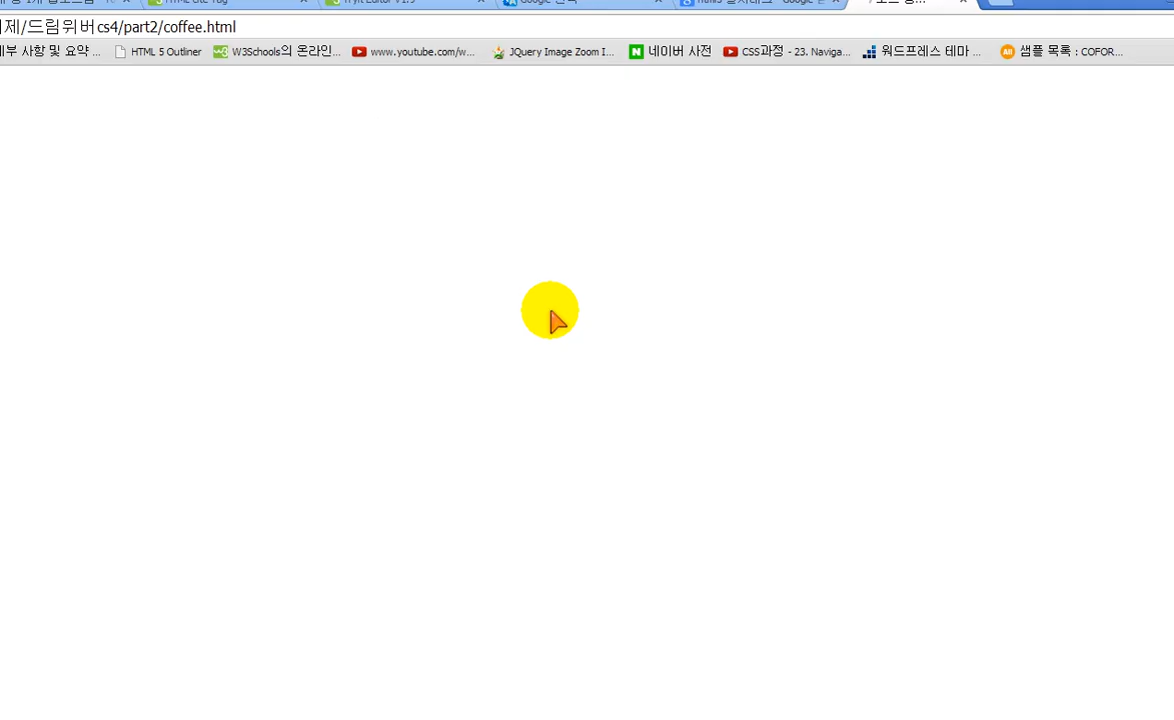 Google
제/드림위버cs4/part2/coffee.html
세부 사항 및 요약 ... HTML 5 Outliner W3Schools의 온라인... www.youtube.com/w... JQuery Image Zoom I... 네이버 사전 CSS과정 - 23. Naviga... 워드프레스 테마 ... 샘플 목록 : COFOR...